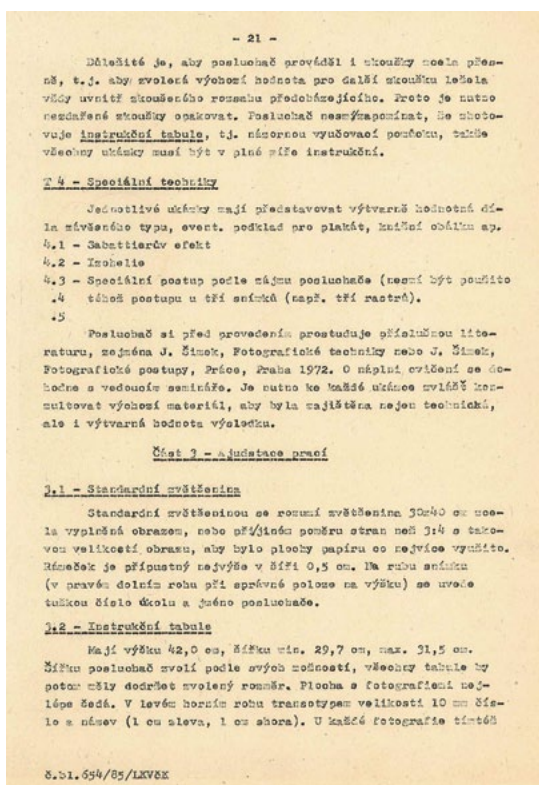 - 21 -
Důležité je, aby posluchač prováděl i zkoušky zcela přes-
ně, t.j. aby zvolená výchozí hodnota pro další zkoušku ležela
vždy uvnitř zkoušeného rozsahu předcházejícího. Proto je nutno
nezdařené zkoušky opakovat. Posluchač nesmí zapomínat, že zhoto-
vuje instrukční tabule, tj. názornou vyučovací pomůcku, takže
všechny ukázky musí být v plné míře instrukční.
T 4 - Speciální techniky
Jednotlivé ukázky mají představovat výtvarně hodnotná dí-
la závěsného typu, event. podklad pro plakát, knižní obálku ap.
4.1 - Sabattierův efekt
4.2 - Izohelie
4.3 - Speciální postup podle zájmu posluchače (nesmí být použito
.4 téhož postupu u tří snímků (např. tří rastrů).
.5
Posluchač si před provedením prostuduje příslušnou lite-
raturu, zejména J. Šimek, Fotografické techniky nebo J. Šimek,
Fotografické postupy, Práce, Praha 1972. O náplni cvičení se do-
hodne s vedoucím semináře. Je nutno ke každé ukázce zvlášť kon-
zultovat výchozí materiál, aby byla zajištěna nejen technická,
ale i výtvarná hodnota výsledku.
Část 3 - Ajudstace prací
3.1 - Standardní zvětšenina
Standardní zvětšeninou se rozumí zvětšenina 30x40 cm zce-
la vyplněná obrazem, nebo při jiném poměru stran než 3:4 s tako-
vou velikostí obrazu, aby bylo plochy papíru co nejvíce využito.
Rámeček je přípustný nejvýše v šíři 0,5 cm. Na rubu snímku
(v pravém dolním rohu při správné poloze na výšku) se uvede
tužkou číslo úkolu a jméno posluchače.
3.2 - Instrukční tabule
Mají výšku 42,0 cm, šířku min. 29,7 cm, max. 31,5 cm.
Šířku posluchač zvolí podle svých možností, všechny tabule by
potom měly dodržet zvolený rozměr. Plocha s fotografiemi nej-
lépe šedá. V levém horním rohu transotypem velikosti 10 mm čís-
lo a název (1 cm zleva, 1 cm shora). U každé fotografie tímtéž
č.bl.654/85/LKVČK